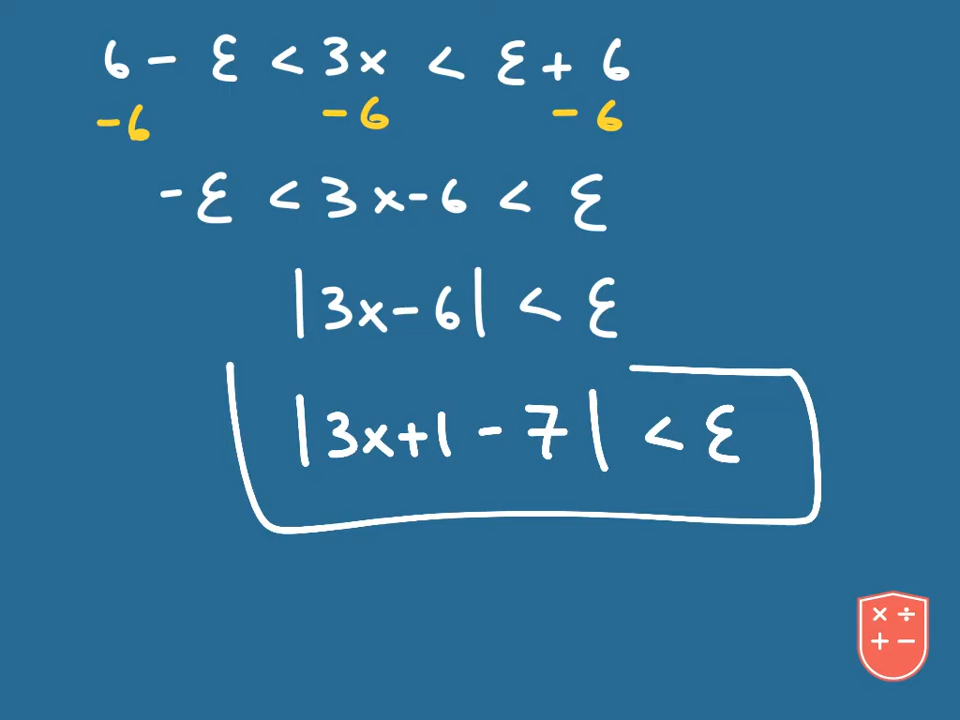 6 - ε < 3x < ε + 6
-6 -6 -6
-ε < 3x-6 < ε
|3x-6| < ε
|3x+1 - 7| < ε
× ÷
+ −